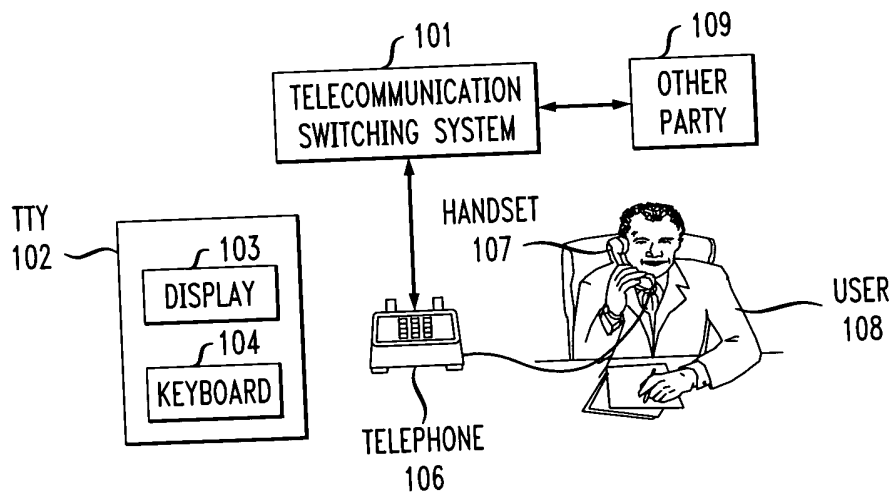 101
TELECOMMUNICATION
SWITCHING SYSTEM
109
OTHER
PARTY
TTY
102
103
DISPLAY
104
KEYBOARD
HANDSET
107
USER
108
TELEPHONE
106